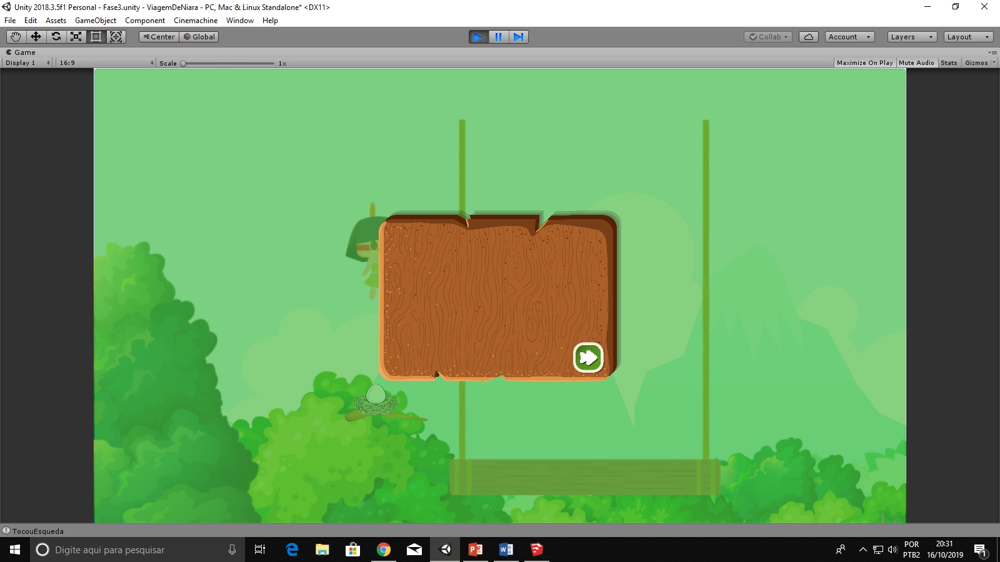 Unity 2018.3.5f1 Personal - Fase3.unity - ViagemDeNiara - PC, Mac & Linux Standalone* <DX11>
File Edit Assets GameObject Component Cinemachine Window Help
Center Global Collab Account Layers Layout
Game
Display 1 16:9 Scale 1x Maximize On Play Mute Audio Stats Gizmos
TocouEsqueda
Digite aqui para pesquisar
POR 20:31
PTB2 16/10/2019
1